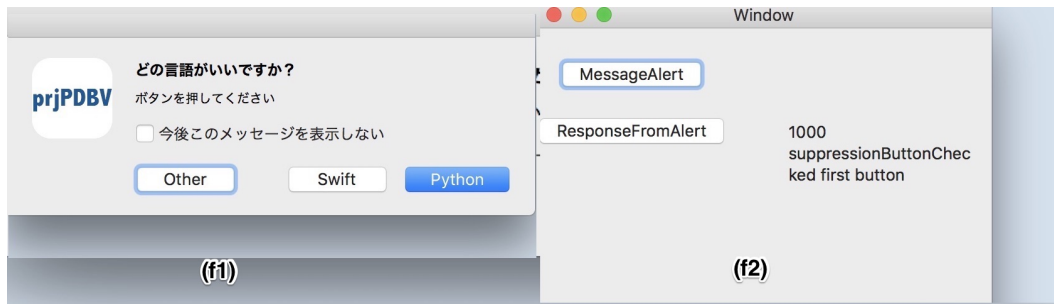 prjPDBV
どの言語がいいですか？
ボタンを押してください
今後このメッセージを表示しない
Other
Swift
Python
(f1)
Window
MessageAlert
ResponseFromAlert
1000
suppressionButtonChec
ked first button
(f2)